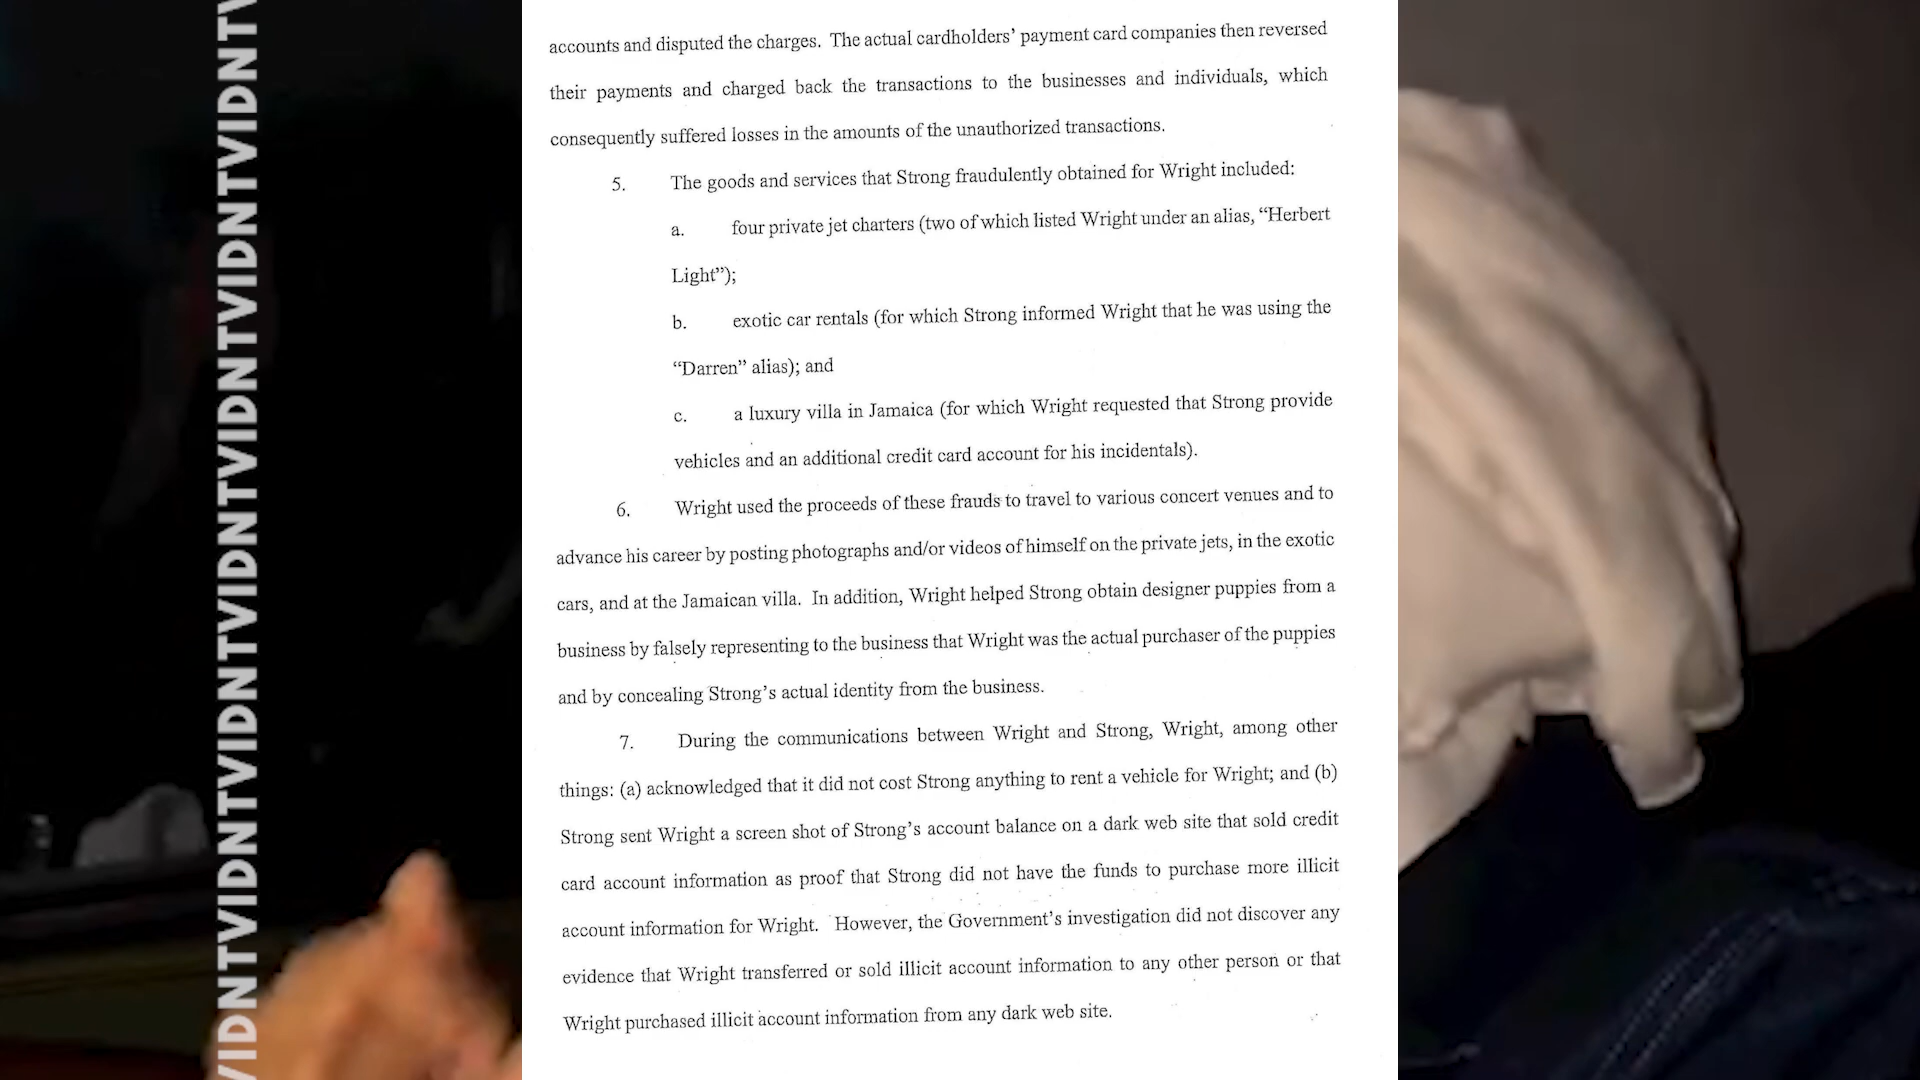 VIDNTVIDNTVIDNTVIDNTVIDNTVIDNTVIDNTVIDNTV
accounts and disputed the charges. The actual cardholders’ payment card companies then reversed
their payments and charged back the transactions to the businesses and individuals, which
consequently suffered losses in the amounts of the unauthorized transactions.
5. The goods and services that Strong fraudulently obtained for Wright included:
a. four private jet charters (two of which listed Wright under an alias, “Herbert
Light”);
b. exotic car rentals (for which Strong informed Wright that he was using the
“Darren” alias); and
c. a luxury villa in Jamaica (for which Wright requested that Strong provide
vehicles and an additional credit card account for his incidentals).
6. Wright used the proceeds of these frauds to travel to various concert venues and to
advance his career by posting photographs and/or videos of himself on the private jets, in the exotic
cars, and at the Jamaican villa. In addition, Wright helped Strong obtain designer puppies from a
business by falsely representing to the business that Wright was the actual purchaser of the puppies
and by concealing Strong’s actual identity from the business.
7. During the communications between Wright and Strong, Wright, among other
things: (a) acknowledged that it did not cost Strong anything to rent a vehicle for Wright; and (b)
Strong sent Wright a screen shot of Strong’s account balance on a dark web site that sold credit
card account information as proof that Strong did not have the funds to purchase more illicit
account information for Wright. However, the Government’s investigation did not discover any
evidence that Wright transferred or sold illicit account information to any other person or that
Wright purchased illicit account information from any dark web site.